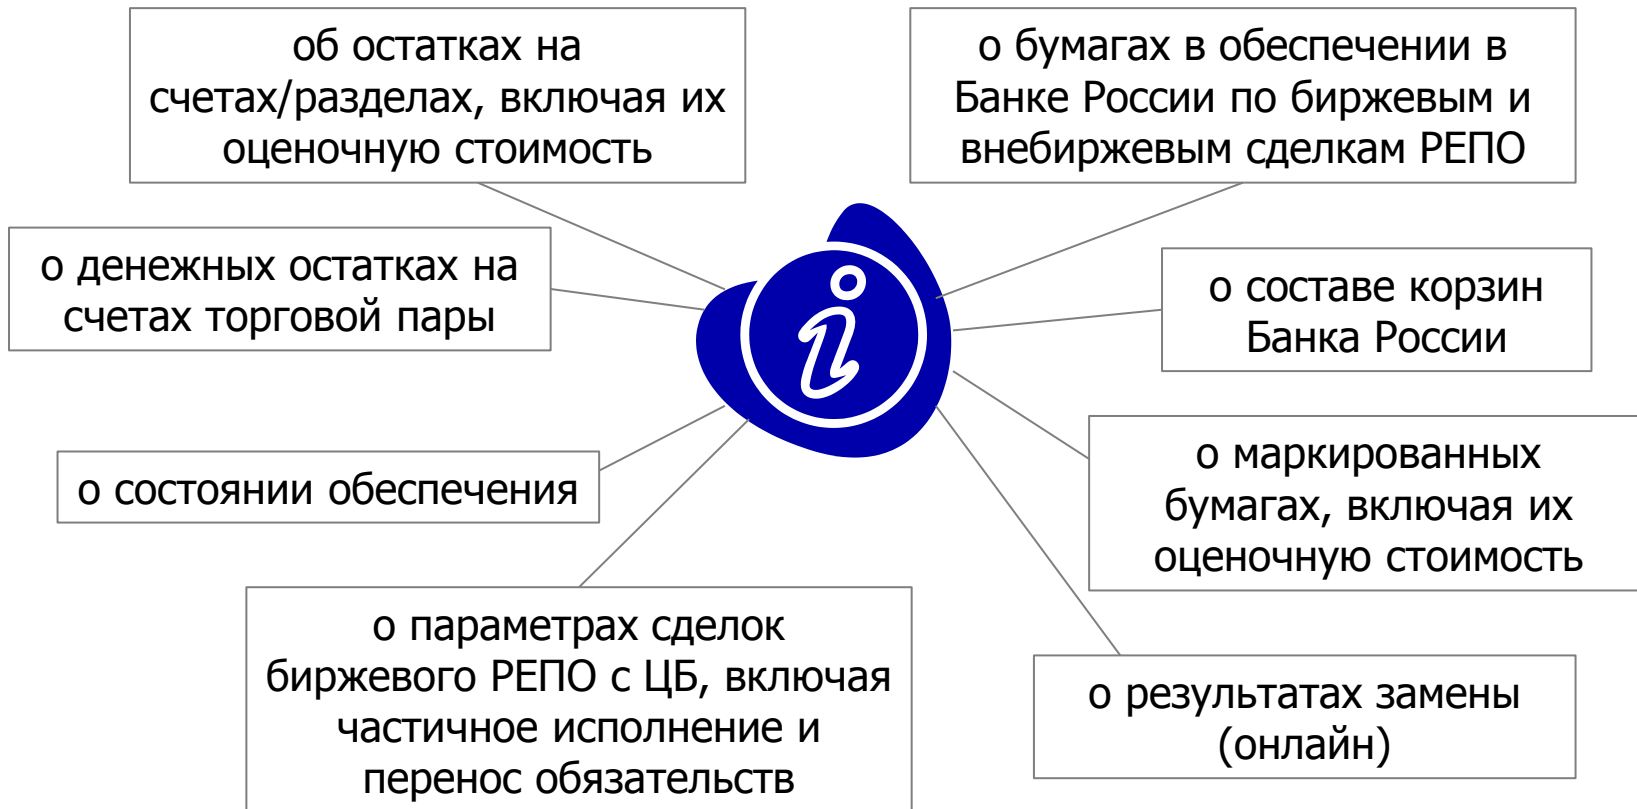 об остатках на
счетах/разделах, включая их
оценочную стоимость
о бумагах в обеспечении в
Банке России по биржевым и
внебиржевым сделкам РЕПО
о денежных остатках на
счетах торговой пары
о составе корзин
Банка России
о состоянии обеспечения
о маркированных
бумагах, включая их
оценочную стоимость
о параметрах сделок
биржевого РЕПО с ЦБ, включая
частичное исполнение и
перенос обязательств
о результатах замены
(онлайн)